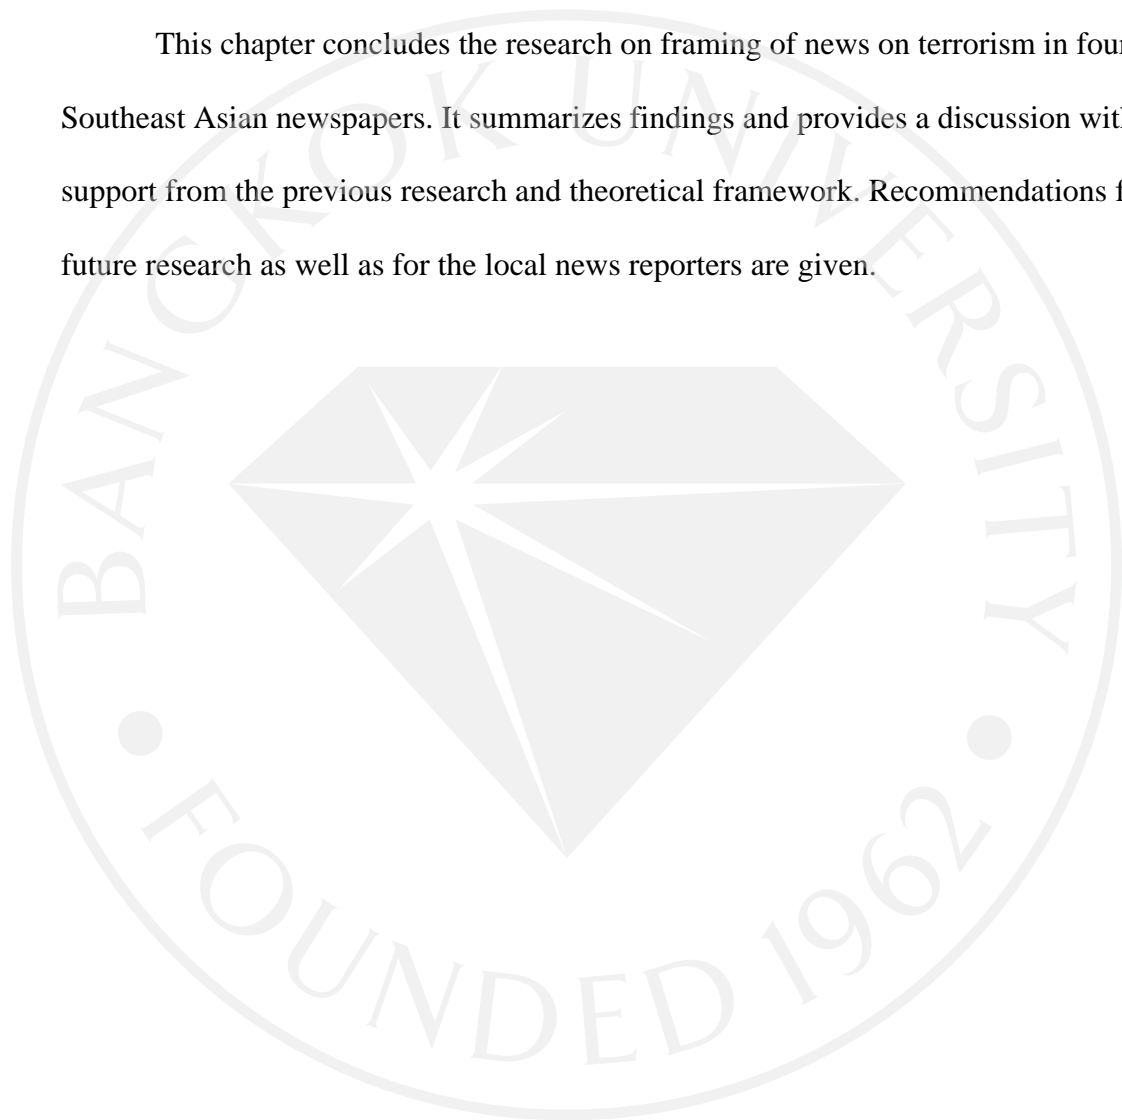 This chapter concludes the research on framing of news on terrorism in four
Southeast Asian newspapers. It summarizes findings and provides a discussion with
support from the previous research and theoretical framework. Recommendations f
future research as well as for the local news reporters are given.
BANGKOK UNIVERSITY
• FOUNDED 1962 •